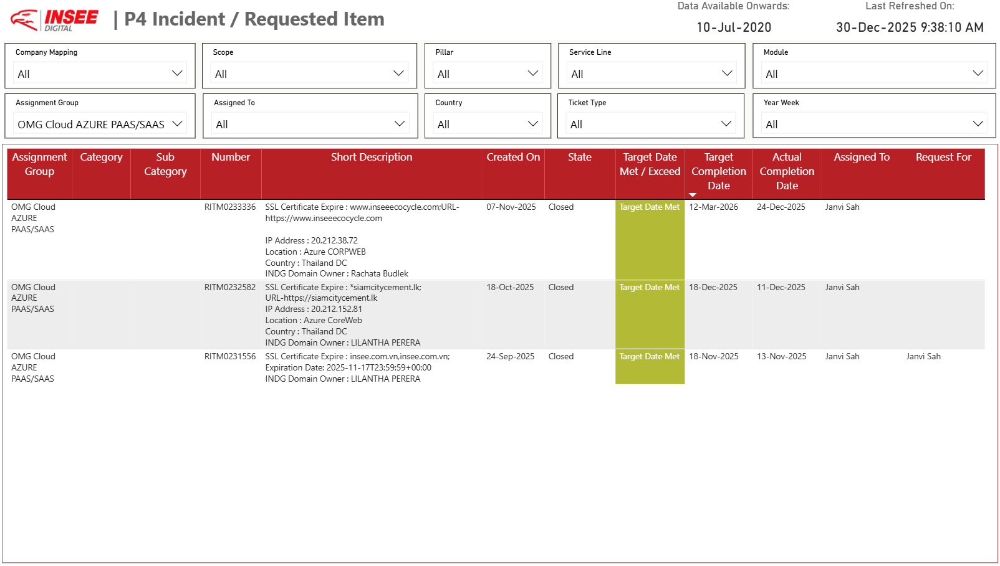 INSEE
DIGITAL
| P4 Incident / Requested Item
Data Available Onwards:
10-Jul-2020
Last Refreshed On:
30-Dec-2025 9:38:10 AM
Company Mapping
All
Scope
All
Pillar
All
Service Line
All
Module
All
Assignment Group
OMG Cloud AZURE PAAS/SAAS
Assigned To
All
Country
All
Ticket Type
All
Year Week
All
Assignment Group
Category
Sub Category
Number
Short Description
Created On
State
Target Date Met / Exceed
Target Completion Date
Actual Completion Date
Assigned To
Request For
OMG Cloud
AZURE
PAAS/SAAS
RITM0233336
SSL Certificate Expire : www.inseeecocycle.com;URL-
https://www.inseeecocycle.com
IP Address : 20.212.38.72
Location : Azure CORPWEB
Country : Thailand DC
INDG Domain Owner : Rachata Budlek
07-Nov-2025
Closed
Target Date Met
12-Mar-2026
24-Dec-2025
Janvi Sah
OMG Cloud
AZURE
PAAS/SAAS
RITM0232582
SSL Certificate Expire : *siamcitycement.lk;
URL-https://siamcitycement.lk
IP Address : 20.212.152.81
Location : Azure CoreWeb
Country : Thailand DC
INDG Domain Owner : LILANTHA PERERA
18-Oct-2025
Closed
Target Date Met
18-Dec-2025
11-Dec-2025
Janvi Sah
OMG Cloud
AZURE
PAAS/SAAS
RITM0231556
SSL Certificate Expire : insee.com.vn,insee.com.vn;
Expiration Date: 2025-11-17T23:59:59+00:00
INDG Domain Owner : LILANTHA PERERA
24-Sep-2025
Closed
Target Date Met
18-Nov-2025
13-Nov-2025
Janvi Sah
Janvi Sah